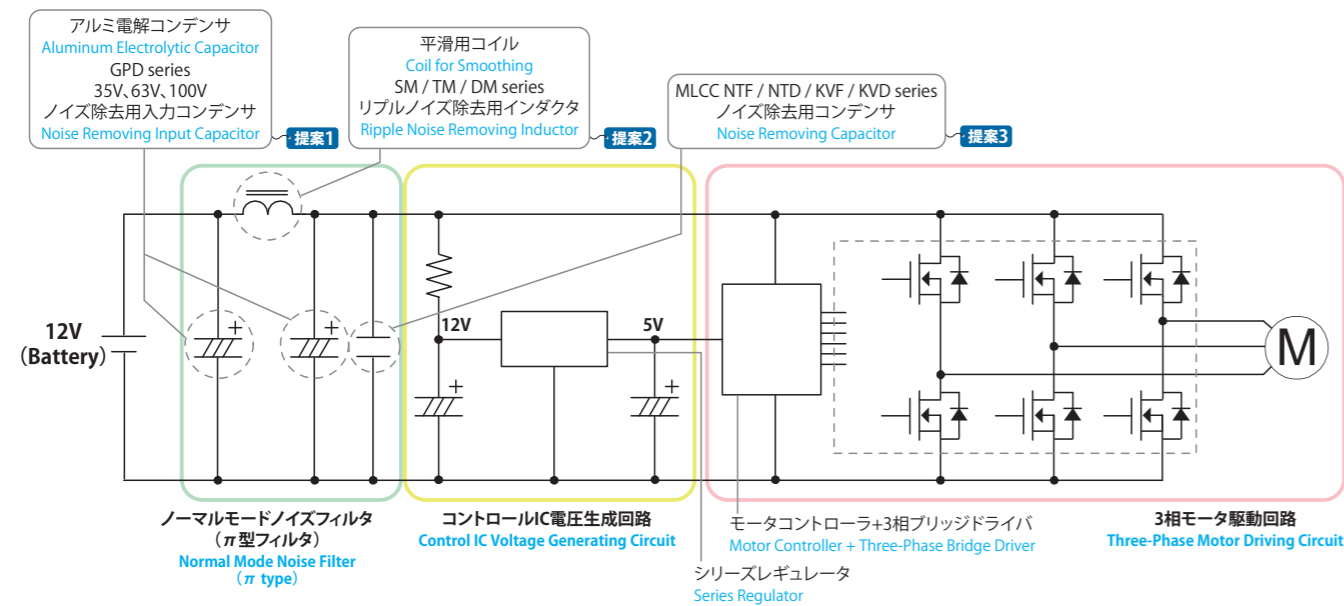 アルミ電解コンデンサ
Aluminum Electrolytic Capacitor
GPD series
35V、63V、100V
ノイズ除去用入力コンデンサ
Noise Removing Input Capacitor
提案1
平滑用コイル
Coil for Smoothing
SM / TM / DM series
リプルノイズ除去用インダクタ
Ripple Noise Removing Inductor
提案2
MLCC NTF / NTD / KVF / KVD series
ノイズ除去用コンデンサ
Noise Removing Capacitor
提案3
12V
（Battery）
+
+
12V
5V
+
+
M
ノーマルモードノイズフィルタ
（π型フィルタ）
Normal Mode Noise Filter
（π type）
コントロールIC電圧生成回路
Control IC Voltage Generating Circuit
モータコントローラ+3相ブリッジドライバ
Motor Controller + Three-Phase Bridge Driver
シリーズレギュレータ
Series Regulator
3相モータ駆動回路
Three-Phase Motor Driving Circuit